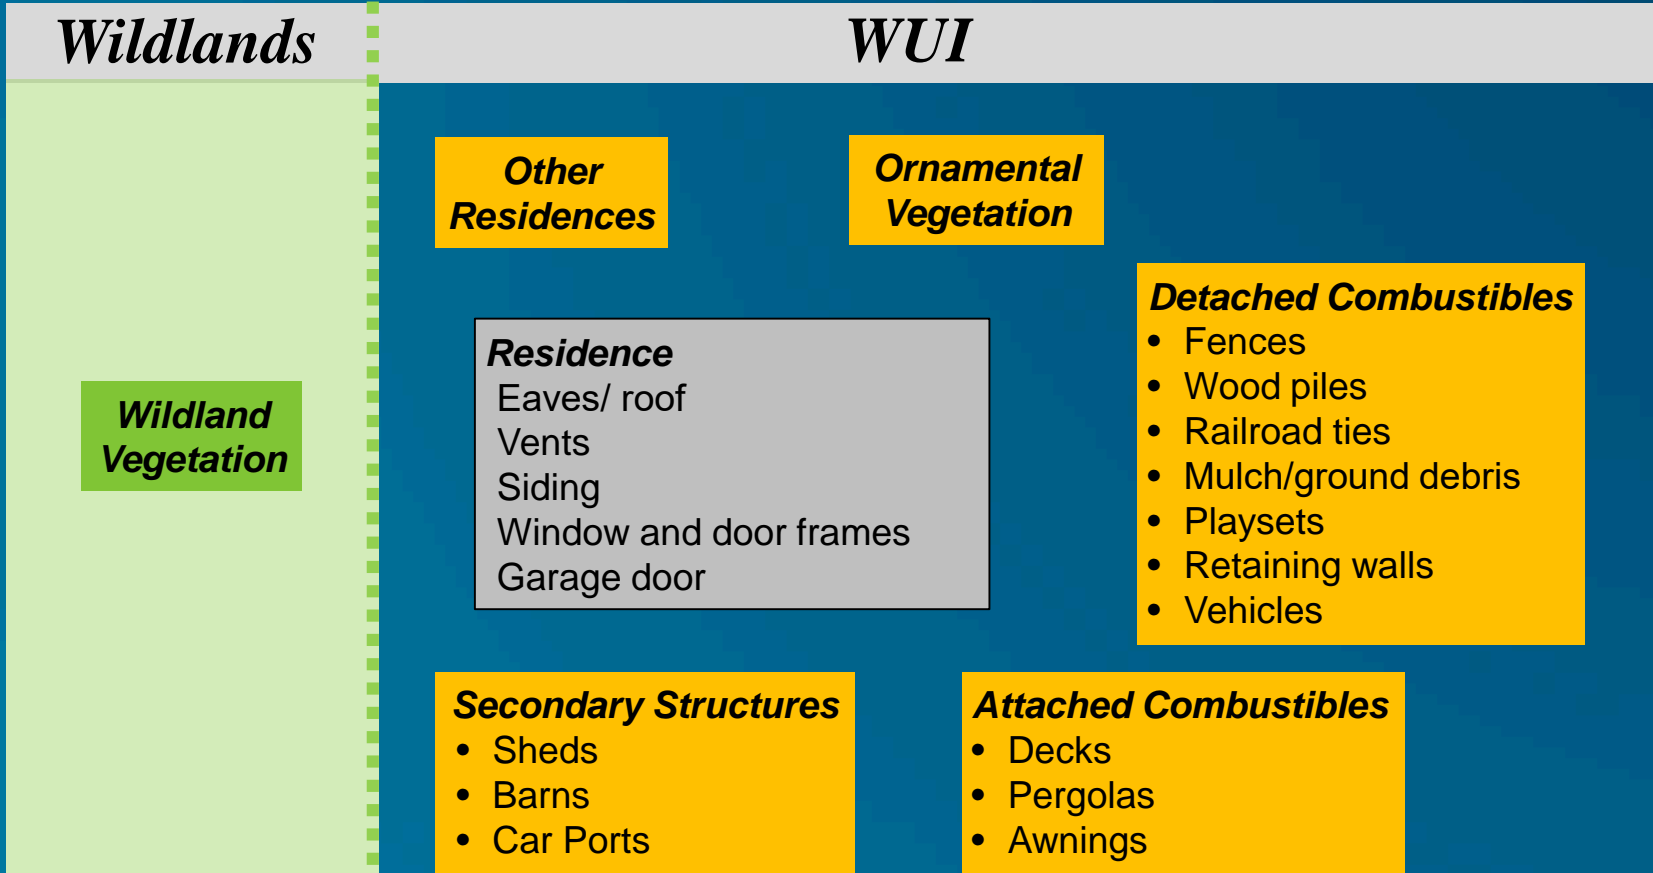 Wildlands
WUI
Other
Residences
Ornamental
Vegetation
Wildland
Vegetation
Residence
Eaves/ roof
Vents
Siding
Window and door frames
Garage door
Detached Combustibles
• Fences
• Wood piles
• Railroad ties
• Mulch/ground debris
• Playsets
• Retaining walls
• Vehicles
Secondary Structures
• Sheds
• Barns
• Car Ports
Attached Combustibles
• Decks
• Pergolas
• Awnings